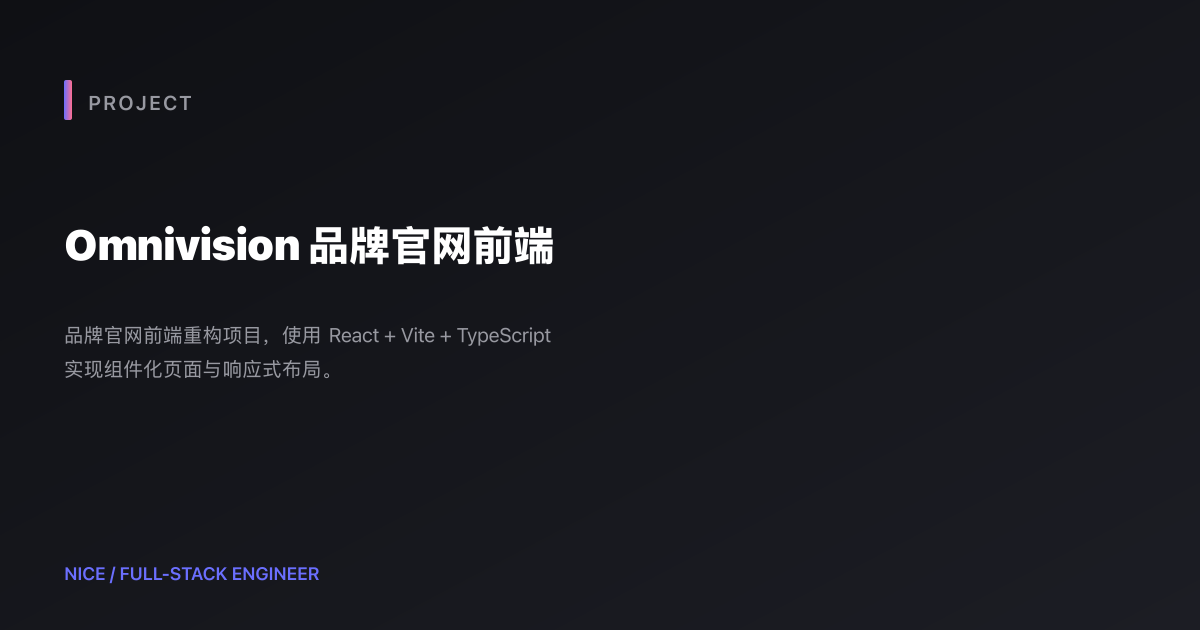 PROJECT
Omnivision 品牌官网前端
品牌官网前端重构项目，使用 React + Vite + TypeScript
实现组件化页面与响应式布局。
NICE / FULL-STACK ENGINEER